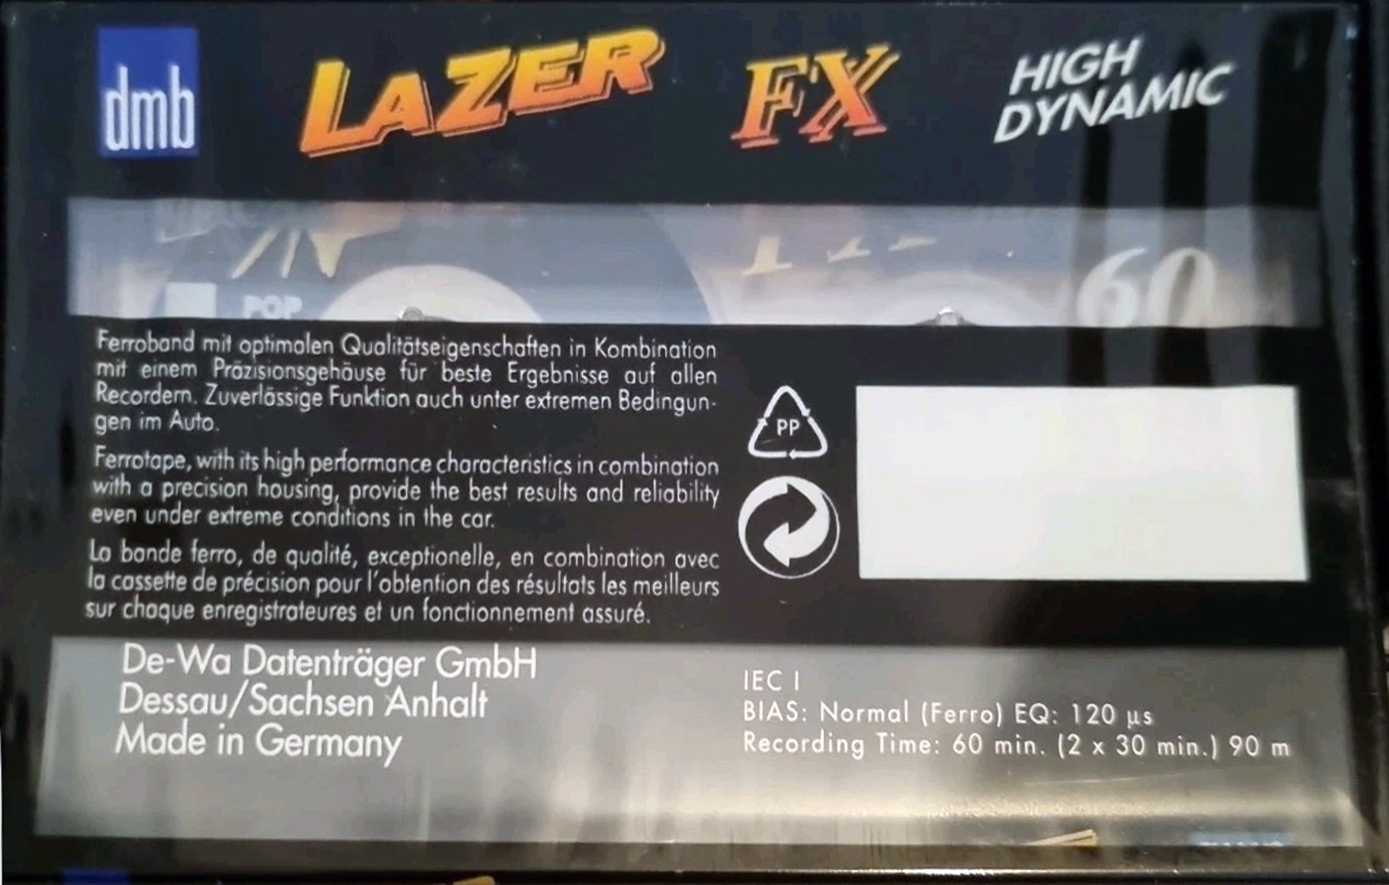 dmb
LAZER FX
HIGH
DYNAMIC
POP
60
Ferroband mit optimalen Qualitätseigenschaften in Kombination
mit einem Präzisionsgehäuse für beste Ergebnisse auf allen
Recordern. Zuverlässige Funktion auch unter extremen Bedingun-
gen im Auto.
Ferrotape, with its high performance characteristics in combination
with a precision housing, provide the best results and reliability
even under extreme conditions in the car.
La bande ferro, de qualité, exceptionelle, en combination avec
la cassette de précision pour l'obtention des résultats les meilleurs
sur chaque enregistrateures et un fonctionnement assuré.
PP
De-Wa Datenträger GmbH
Dessau/Sachsen Anhalt
Made in Germany
IEC I
BIAS: Normal (Ferro) EQ: 120 µs
Recording Time: 60 min. (2 x 30 min.) 90 m